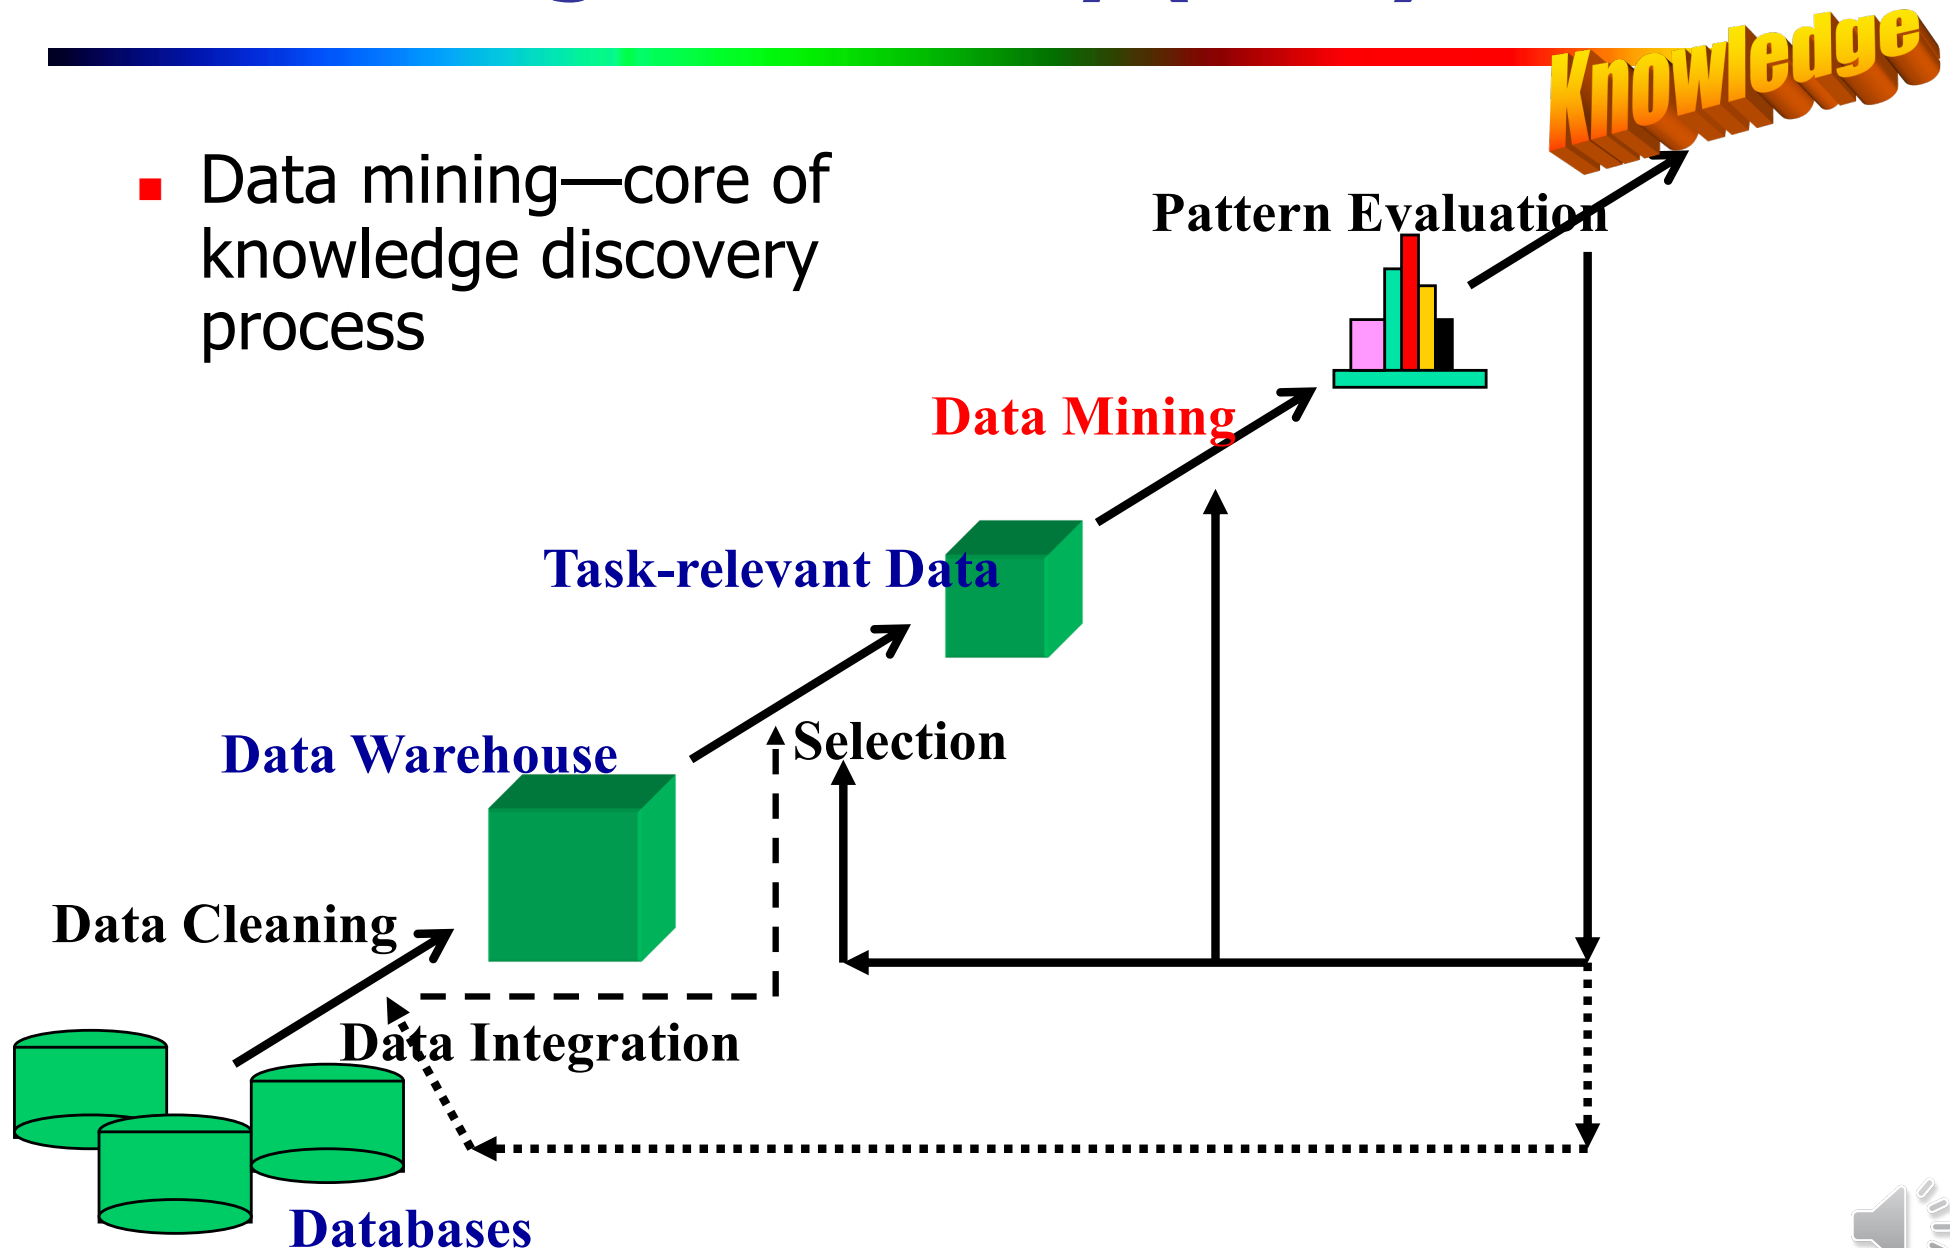 Knowledge
Data mining—core of
knowledge discovery
process
Pattern Evaluation
Data Mining
Task-relevant Data
Selection
Data Warehouse
Data Cleaning
Data Integration
Databases